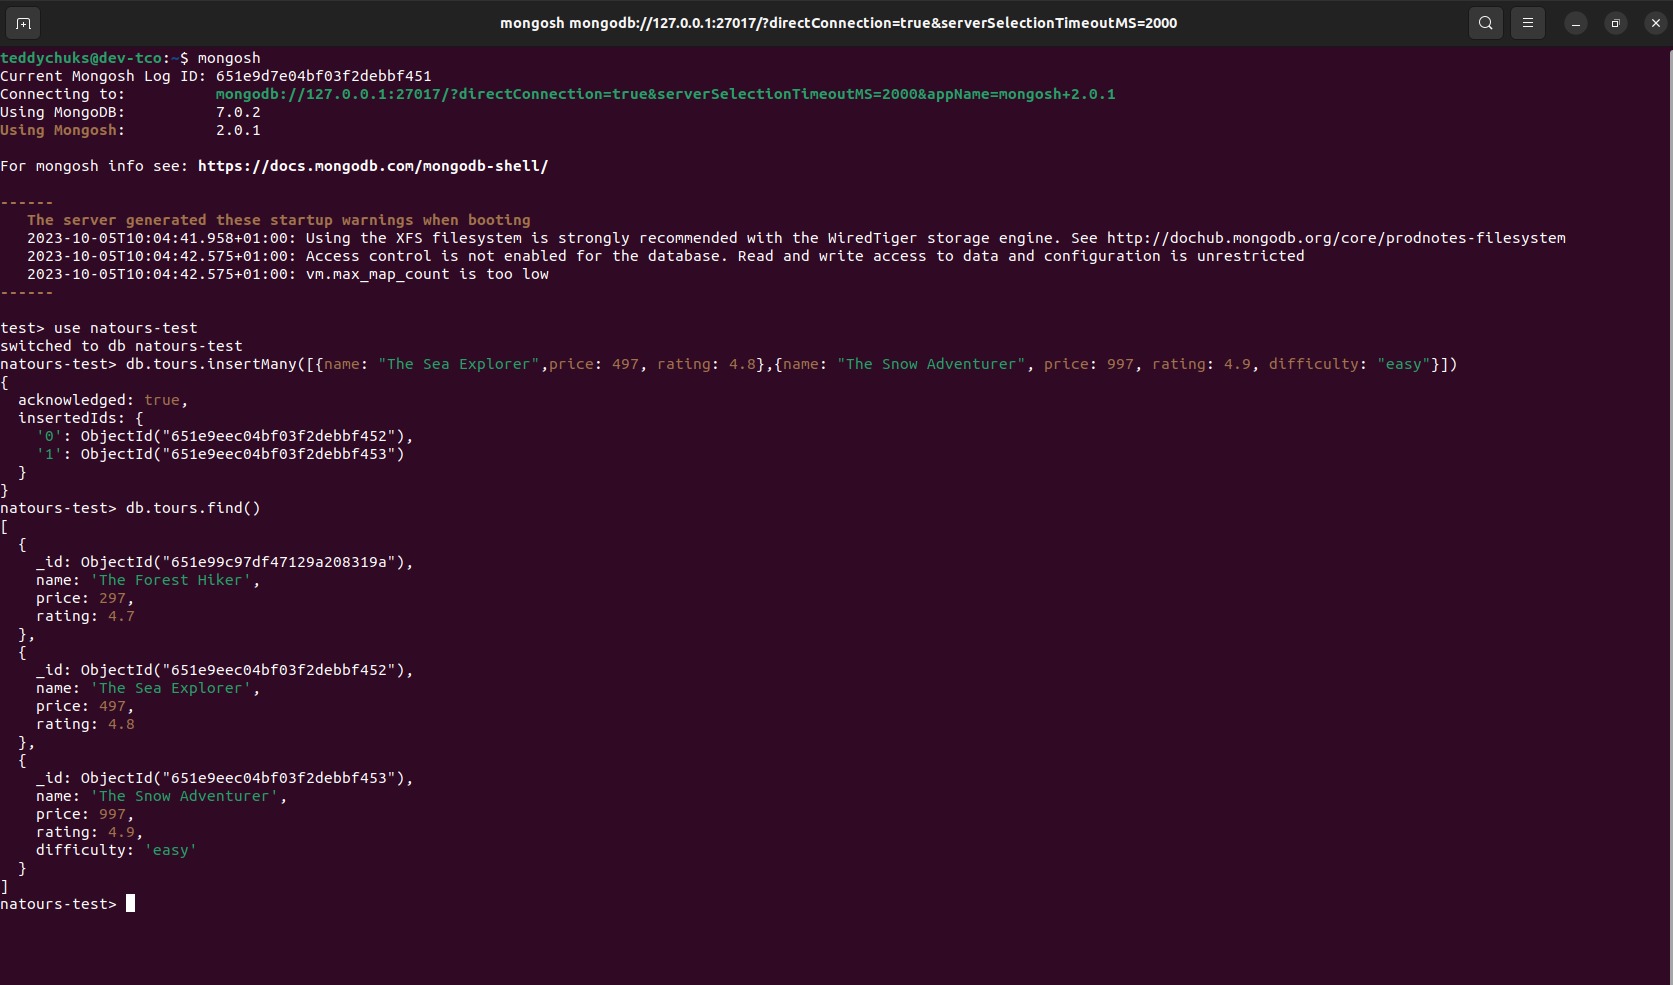 mongosh mongodb://127.0.0.1:27017/?directConnection=true&serverSelectionTimeoutMS=2000
teddychuks@dev-tco:~$ mongosh
Current Mongosh Log ID: 651e9d7e04bf03f2debbf451
Connecting to:          mongodb://127.0.0.1:27017/?directConnection=true&serverSelectionTimeoutMS=2000&appName=mongosh+2.0.1
Using MongoDB:          7.0.2
Using Mongosh:          2.0.1

For mongosh info see: https://docs.mongodb.com/mongodb-shell/

------
   The server generated these startup warnings when booting
   2023-10-05T10:04:41.958+01:00: Using the XFS filesystem is strongly recommended with the WiredTiger storage engine. See http://dochub.mongodb.org/core/prodnotes-filesystem
   2023-10-05T10:04:42.575+01:00: Access control is not enabled for the database. Read and write access to data and configuration is unrestricted
   2023-10-05T10:04:42.575+01:00: vm.max_map_count is too low
------

test> use natours-test
switched to db natours-test
natours-test> db.tours.insertMany([{name: "The Sea Explorer",price: 497, rating: 4.8},{name: "The Snow Adventurer", price: 997, rating: 4.9, difficulty: "easy"}])
{
  acknowledged: true,
  insertedIds: {
    '0': ObjectId("651e9eec04bf03f2debbf452"),
    '1': ObjectId("651e9eec04bf03f2debbf453")
  }
}
natours-test> db.tours.find()
[
  {
    _id: ObjectId("651e99c97df47129a208319a"),
    name: 'The Forest Hiker',
    price: 297,
    rating: 4.7
  },
  {
    _id: ObjectId("651e9eec04bf03f2debbf452"),
    name: 'The Sea Explorer',
    price: 497,
    rating: 4.8
  },
  {
    _id: ObjectId("651e9eec04bf03f2debbf453"),
    name: 'The Snow Adventurer',
    price: 997,
    rating: 4.9,
    difficulty: 'easy'
  }
]
natours-test>